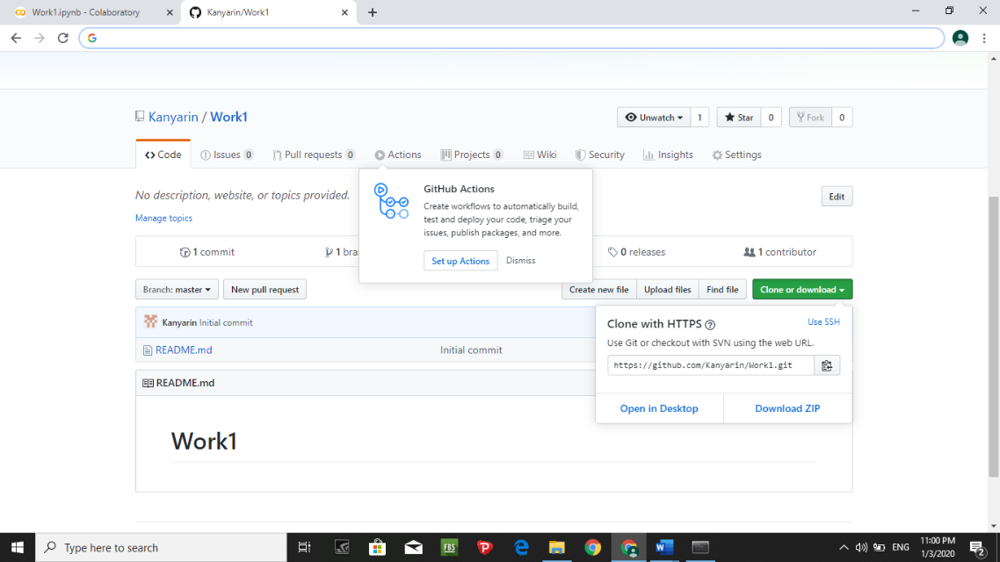 Work1.ipynb - Colaboratory
Kanyarin/Work1
Kanyarin / Work1
Unwatch 1 Star 0 Fork 0
Code Issues 0 Pull requests 0 Actions Projects 0 Wiki Security Insights Settings
GitHub Actions
Create workflows to automatically build,
test and deploy your code, triage your
issues, publish packages, and more.
Set up Actions Dismiss
No description, website, or topics provided.
Edit
Manage topics
1 commit 1 bra 0 releases 1 contributor
Branch: master New pull request Create new file Upload files Find file Clone or download
Kanyarin Initial commit
README.md Initial commit
Clone with HTTPS Use SSH
Use Git or checkout with SVN using the web URL.
https://github.com/Kanyarin/Work1.git
Open in Desktop Download ZIP
README.md
Work1
Type here to search
FBS
W
ENG
11:00 PM
1/3/2020
2